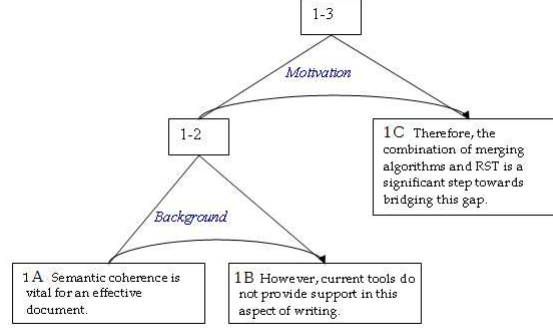 1-3
Motivation
1-2
1C Therefore, the
combination of merging
algorithms and RST is a
significant step towards
bridging this gap.
Background
1A Semantic coherence is
vital for an effective
document.
1B However, current tools do
not provide support in this
aspect of writing.